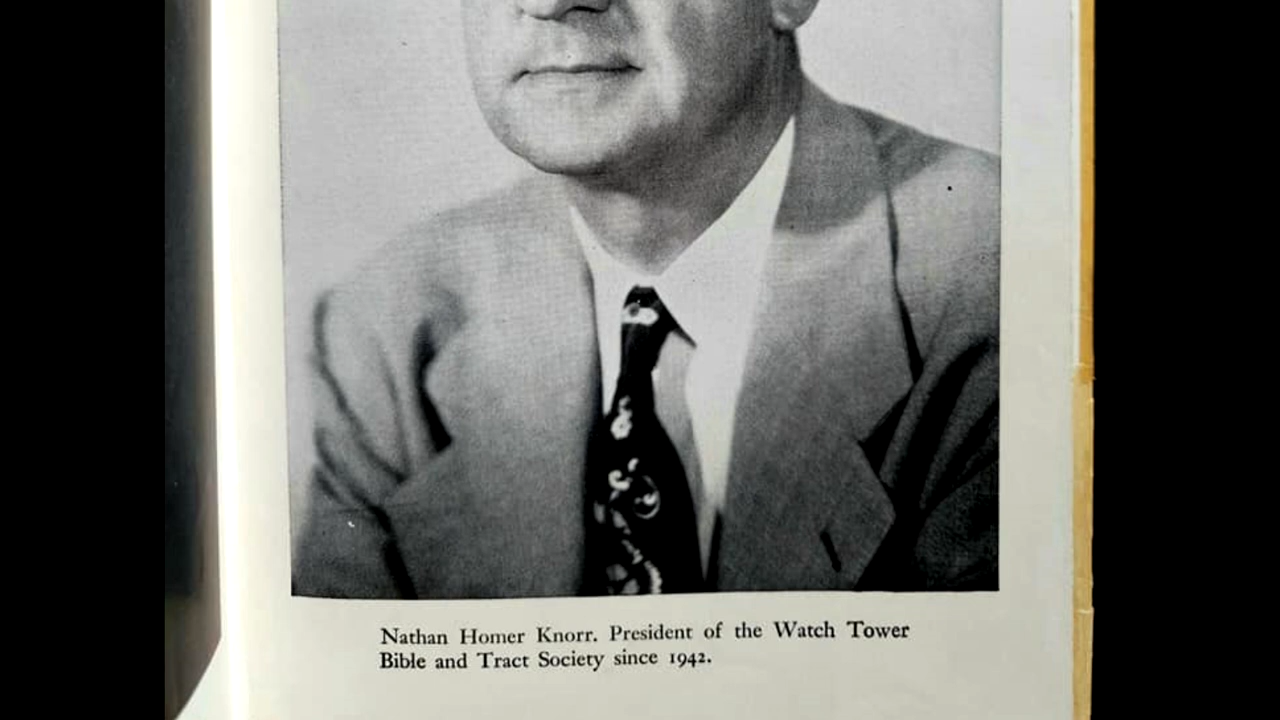 Nathan Homer Knorr. President of the Watch Tower
Bible and Tract Society since 1942.